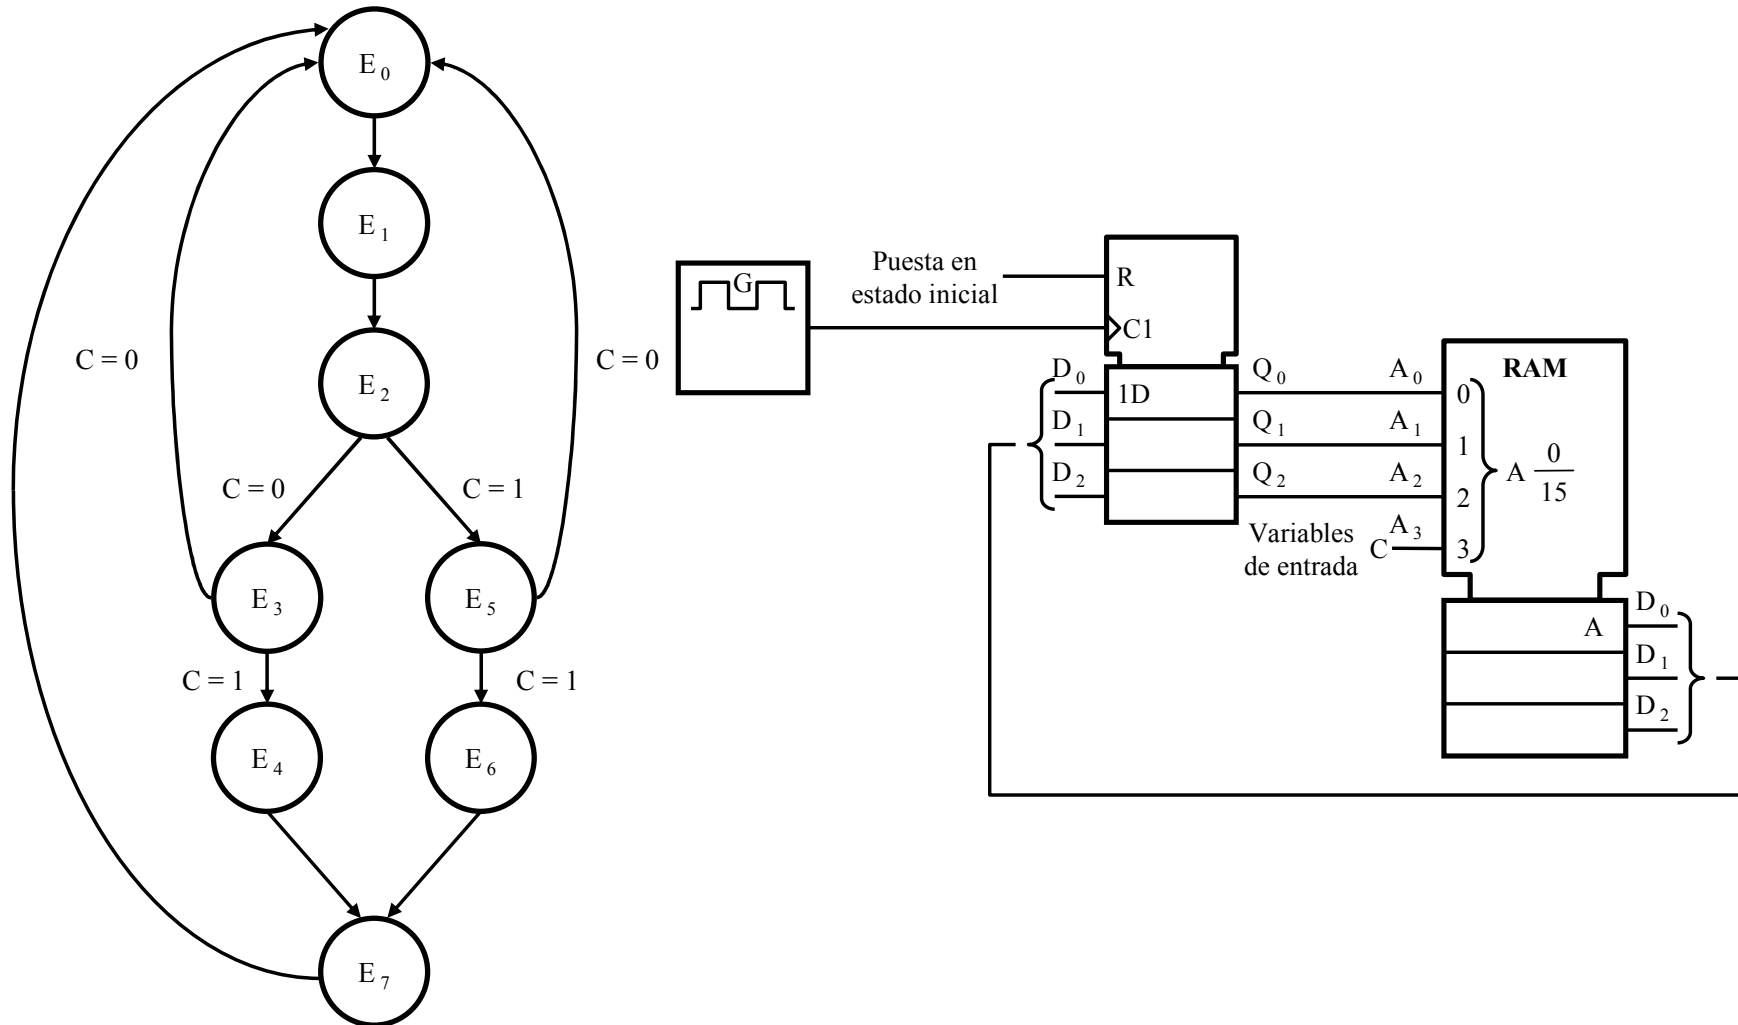 E0
E1
E2
C = 0
C = 0
C = 0
C = 1
E3
E5
C = 1
C = 1
E4
E6
E7
G
Puesta en
estado inicial
R
C1
D0
1D
Q0
A0
D1
Q1
A1
D2
Q2
A2
Variables
de entrada
C
A3
RAM
0
1
2
3
A 0/15
A
D0
D1
D2